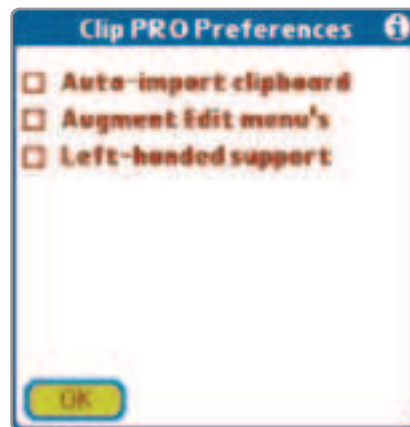 Clip PRO Preferences
Auto-import clipboard
Augment Edit menu's
Left-handed support
OK